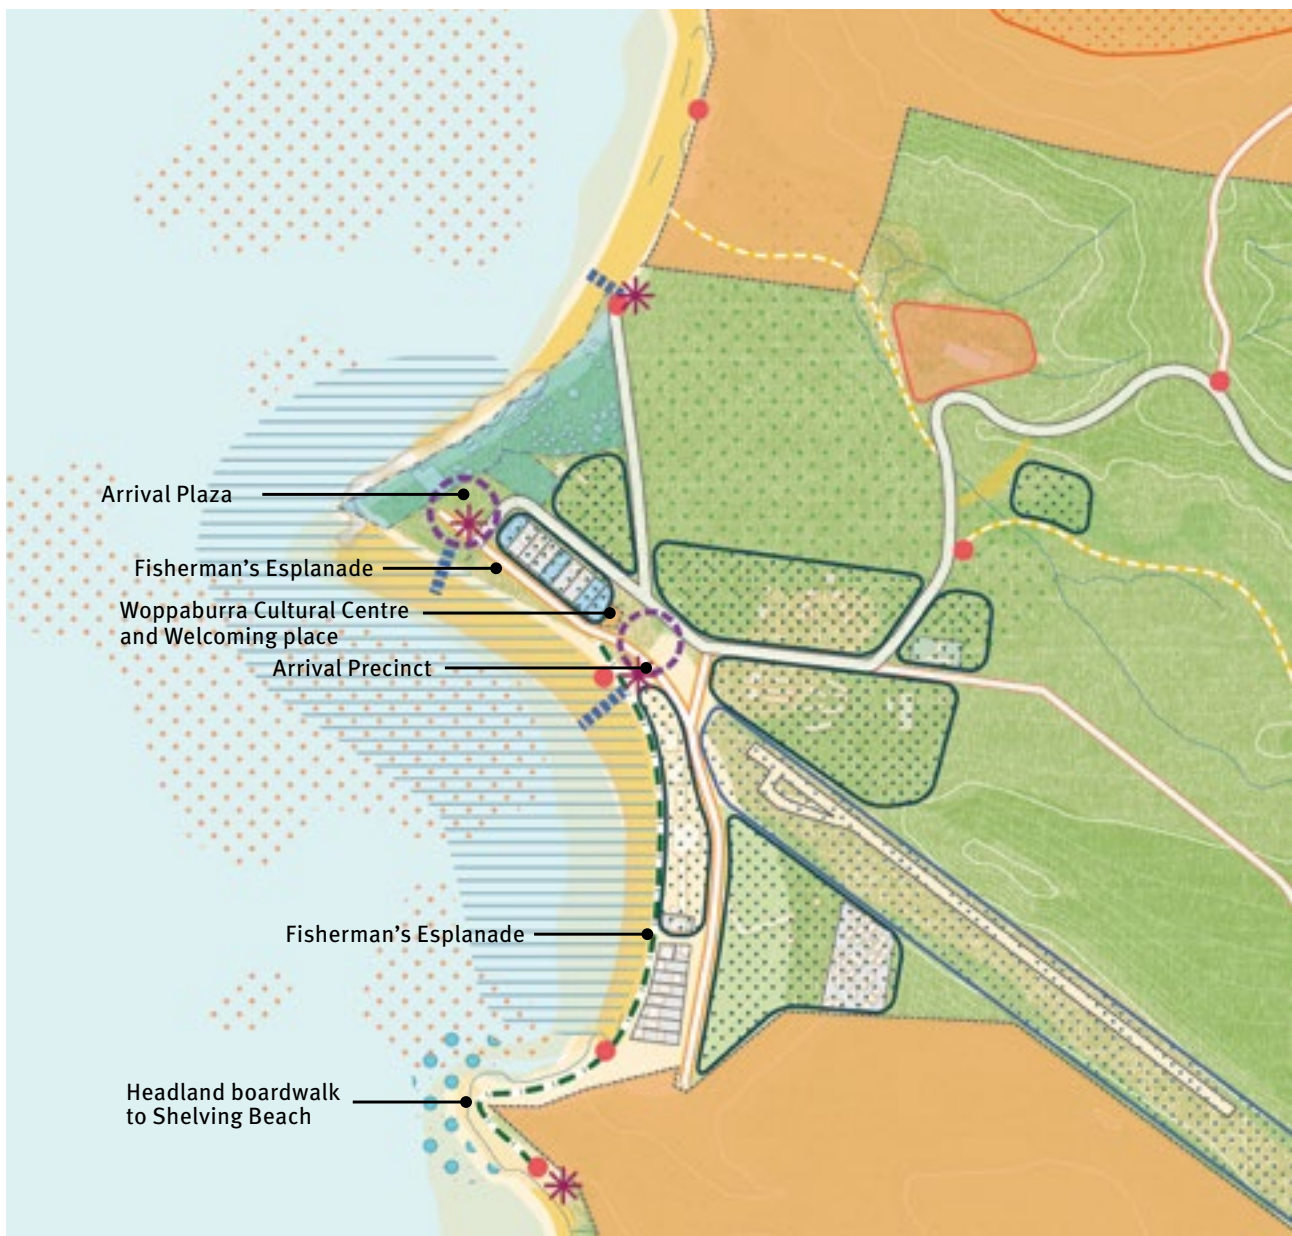 Arrival Plaza
Fisherman’s Esplanade
Woppaburra Cultural Centre
and Welcoming place
Arrival Precinct
Fisherman’s Esplanade
Headland boardwalk
to Shelving Beach